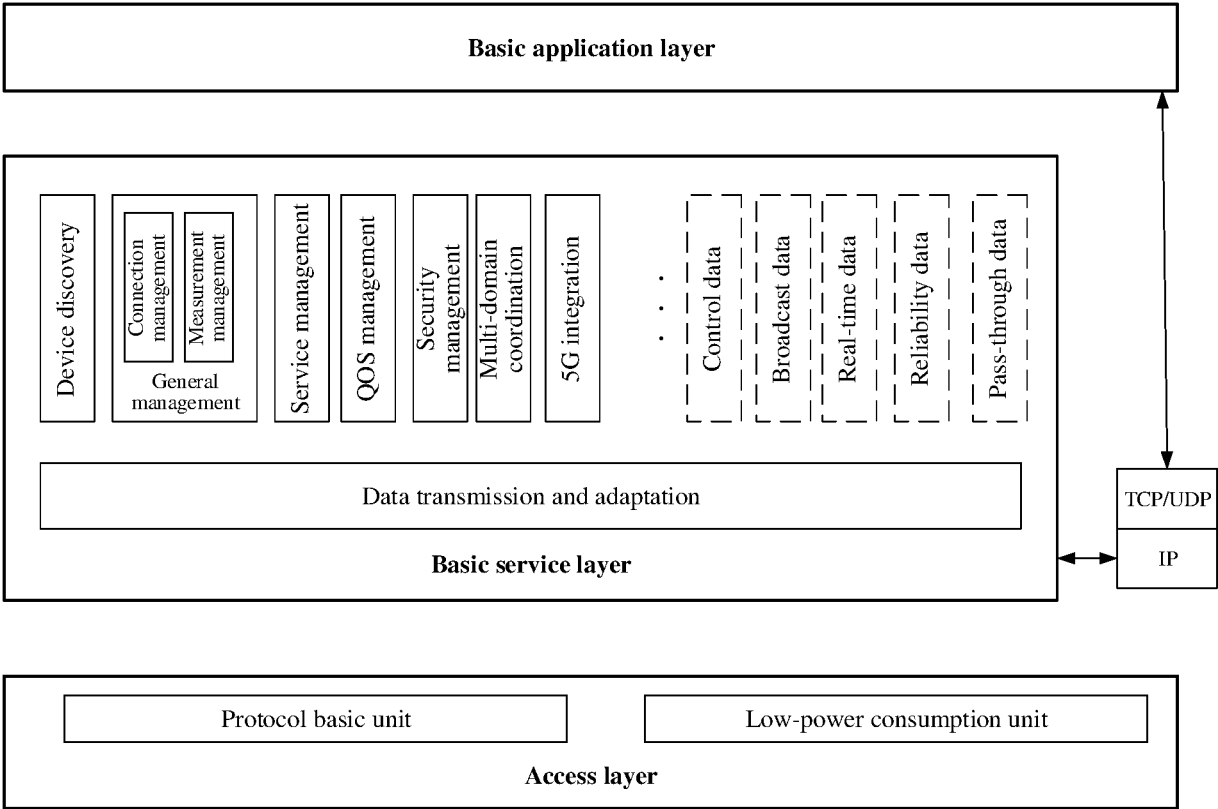 Basic application layer
Device discovery
Connection
management
Measurement
management
General
management
Service management
QOS management
Security
management
Multi-domain
coordination
5G integration
. . .
Control data
Broadcast data
Real-time data
Reliability data
Pass-through data
Data transmission and adaptation
Basic service layer
TCP/UDP
IP
Protocol basic unit
Low-power consumption unit
Access layer